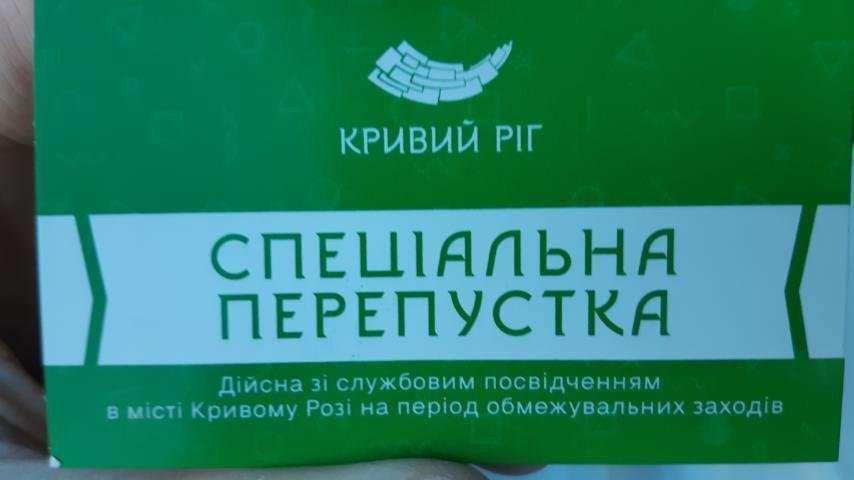 КРИВИЙ РІГ
СПЕЦІАЛЬНА
ПЕРЕПУСТКА
Дійсна зі службовим посвідченням
в місті Кривому Розі на період обмежувальних заходів